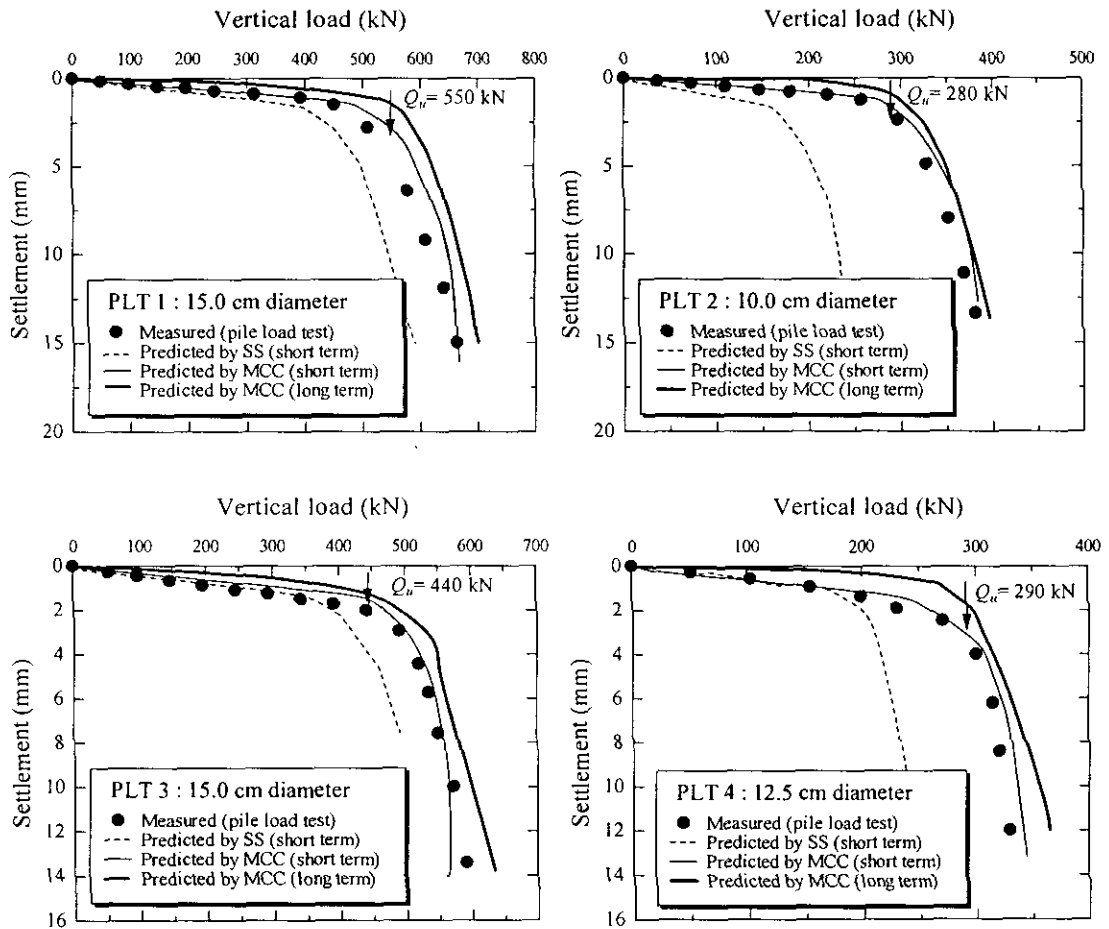 Vertical load (kN)
0 100 200 300 400 500 600 700 800
0
5
10
15
20
Settlement (mm)
Qu= 550 kN
PLT 1 : 15.0 cm diameter
Measured (pile load test)
Predicted by SS (short term)
Predicted by MCC (short term)
Predicted by MCC (long term)
Vertical load (kN)
0 100 200 300 400 500
0
5
10
15
20
Settlement (mm)
Qu= 280 kN
PLT 2 : 10.0 cm diameter
Measured (pile load test)
Predicted by SS (short term)
Predicted by MCC (short term)
Predicted by MCC (long term)
Vertical load (kN)
0 100 200 300 400 500 600 700
0
2
4
6
8
10
12
14
16
Settlement (mm)
Qu= 440 kN
PLT 3 : 15.0 cm diameter
Measured (pile load test)
Predicted by SS (short term)
Predicted by MCC (short term)
Predicted by MCC (long term)
Vertical load (kN)
0 100 200 300 400
0
2
4
6
8
10
12
14
16
Settlement (mm)
Qu= 290 kN
PLT 4 : 12.5 cm diameter
Measured (pile load test)
Predicted by SS (short term)
Predicted by MCC (short term)
Predicted by MCC (long term)